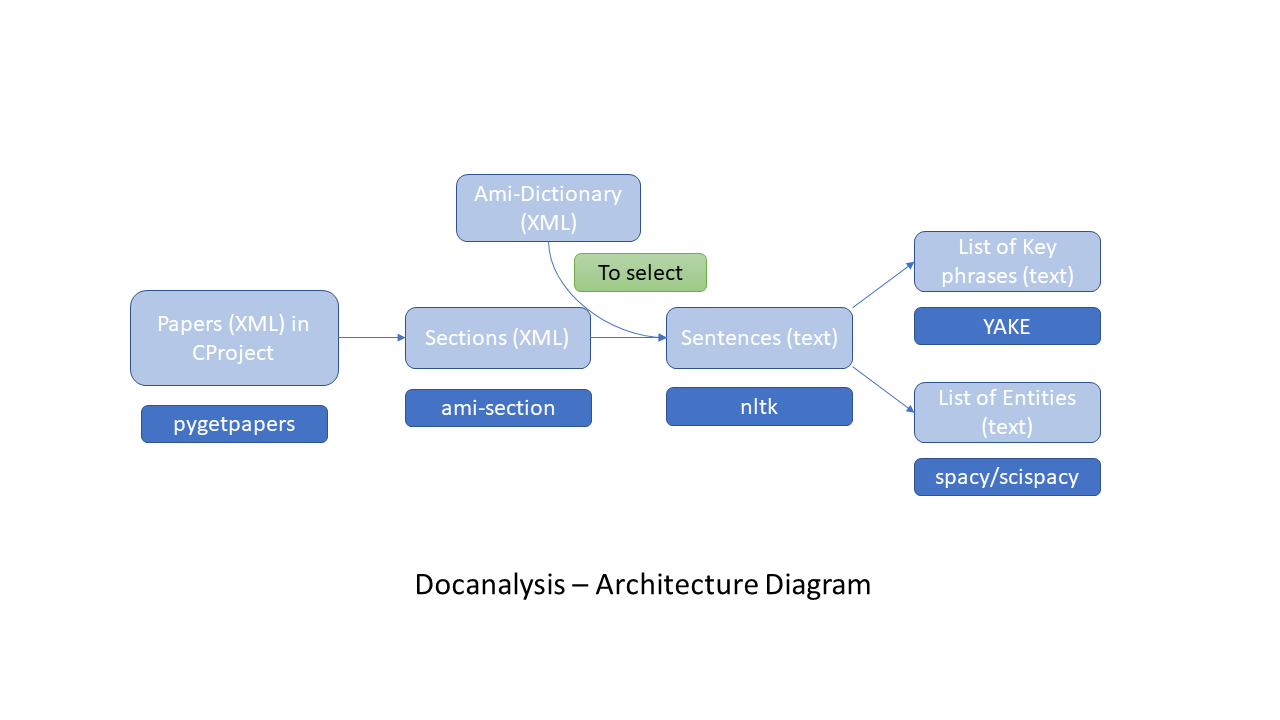 Ami-Dictionary
(XML)
To select
Papers (XML) in
CProject
pygetpapers
Sections (XML)
ami-section
Sentences (text)
nltk
List of Key
phrases (text)
YAKE
List of Entities
(text)
spacy/scispacy
Docanalysis – Architecture Diagram